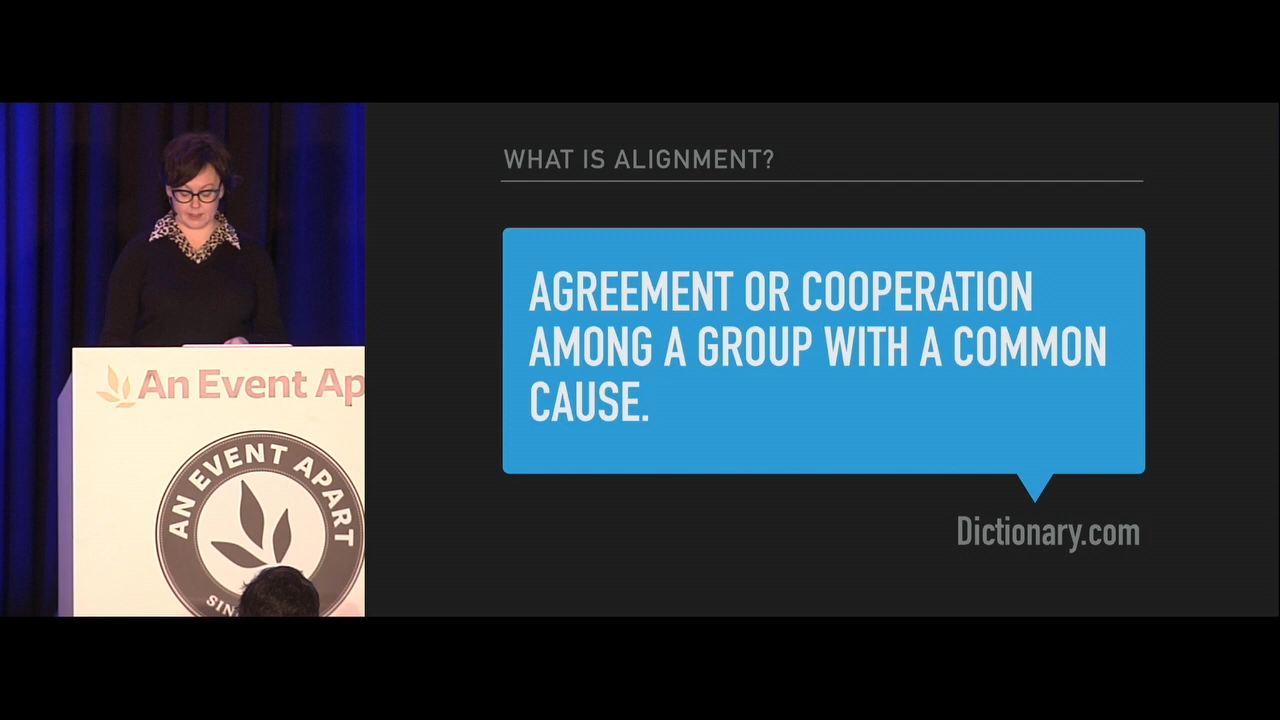 WHAT IS ALIGNMENT?
AGREEMENT OR COOPERATION
AMONG A GROUP WITH A COMMON
CAUSE.
Dictionary.com
An Event Ap
AN EVENT APART